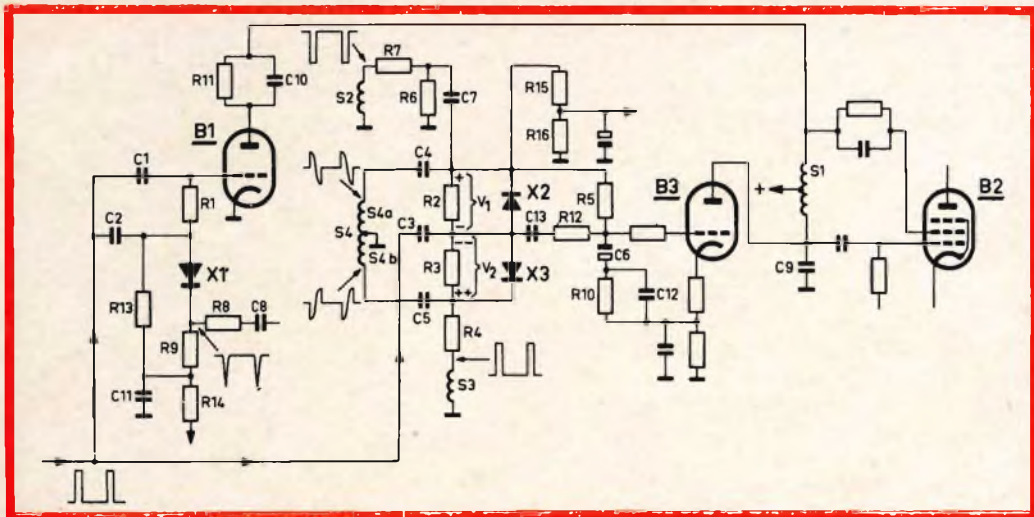 R7
R11
C10
S2
R6
C7
R15
R16
B1
C1
C2
R1
X1
R13
R8
C8
R9
C11
R14
C4
S4a
S4
S4b
+
R2
V1
–
C3
– –
R3
V2
+ +
C5
X2
X3
C13
R12
R5
C6
R10
C12
R4
S3
B3
+
S1
C9
B2